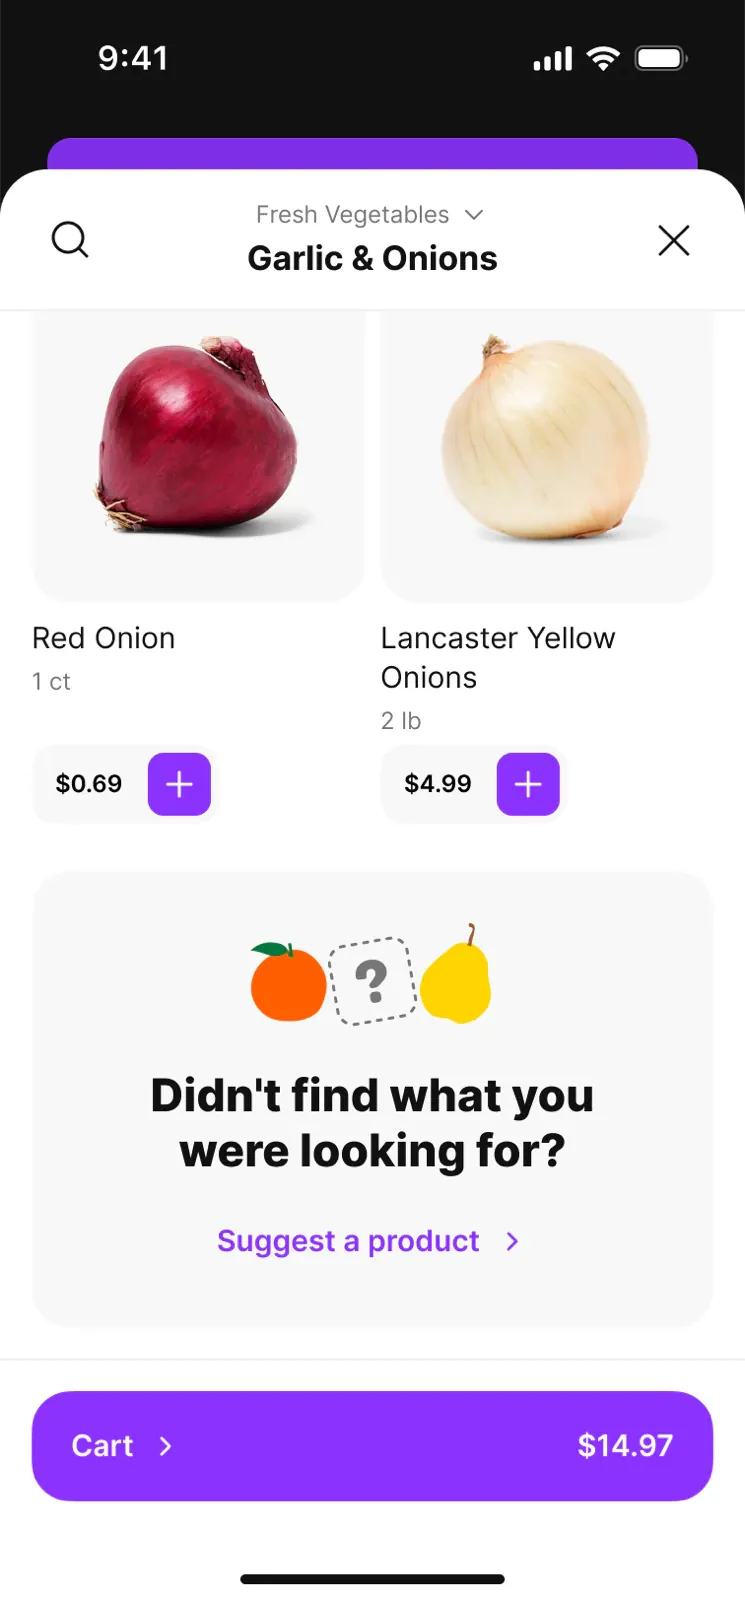 9:41
Fresh Vegetables
Garlic & Onions
Red Onion
1 ct
$0.69
Lancaster Yellow
Onions
2 lb
$4.99
?
Didn't find what you
were looking for?
Suggest a product
Cart
$14.97